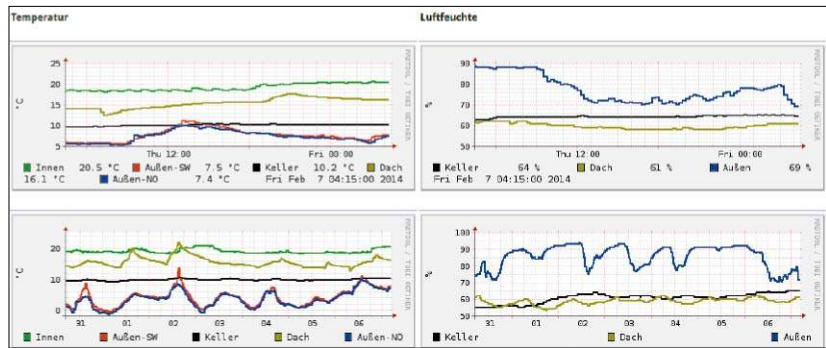 Temperatur
Luftfeuchte
25
20
15
10
5
°C
Thu 12:00 Fri 00:00
Innen 20.5 °C Außen-SW 7.5 °C Keller 10.2 °C Dach
16.1 °C Außen-NO 7.4 °C Fri Feb 7 04:15:00 2014
90
80
70
60
50
%
Thu 12:00 Fri 00:00
Keller 64 % Dach 61 % Außen 69 %
Fri Feb 7 04:15:00 2014
20
10
0
°C
31 01 02 03 04 05 06
Innen Außen-SW Keller Dach Außen-NO
100
90
80
70
60
50
%
31 01 02 03 04 05 06
Keller Dach Außen